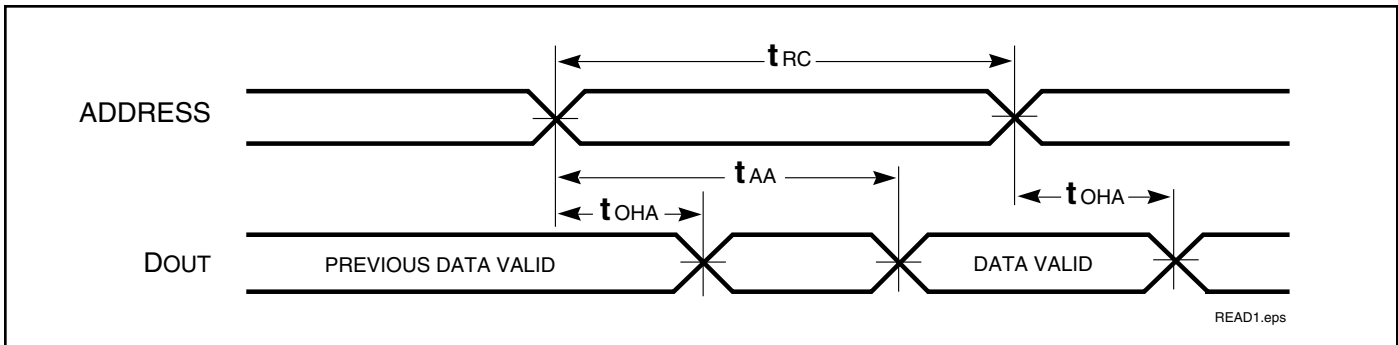 tRC
ADDRESS
tAA
tOHA
tOHA
DOUT
PREVIOUS DATA VALID
DATA VALID
READ1.eps